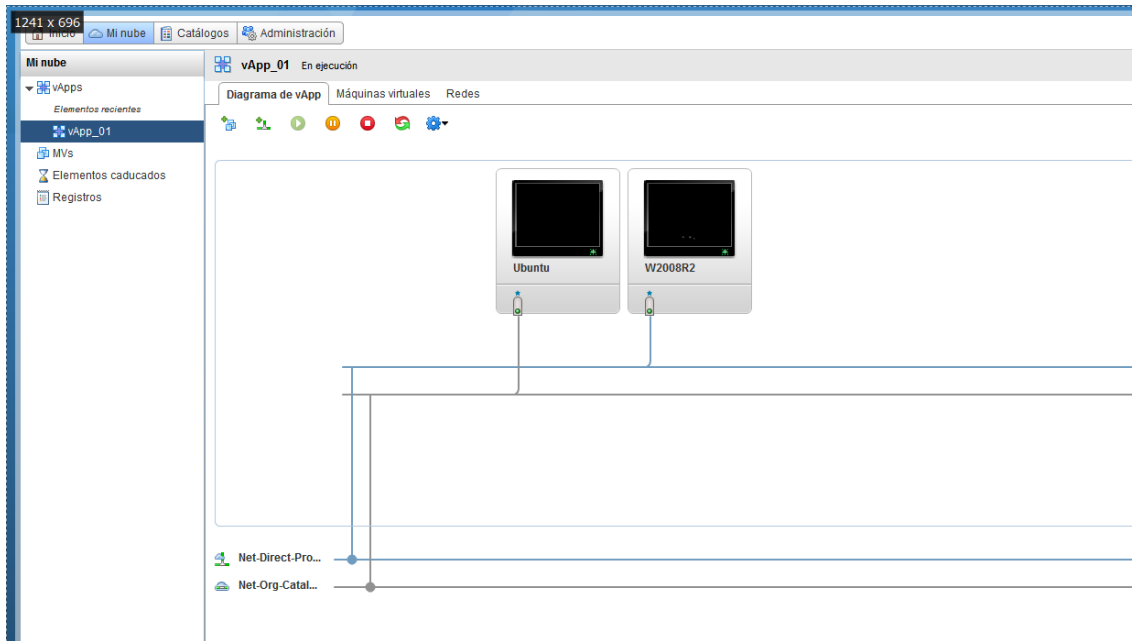 1241 x 696
Inicio Mi nube Catálogos Administración
Mi nube
vApp_01 En ejecución
vApps
Diagrama de vApp Máquinas virtuales Redes
Elementos recientes
vApp_01
MVs
Elementos caducados
Registros
Ubuntu W2008R2
Net-Direct-Pro...
Net-Org-Catal...